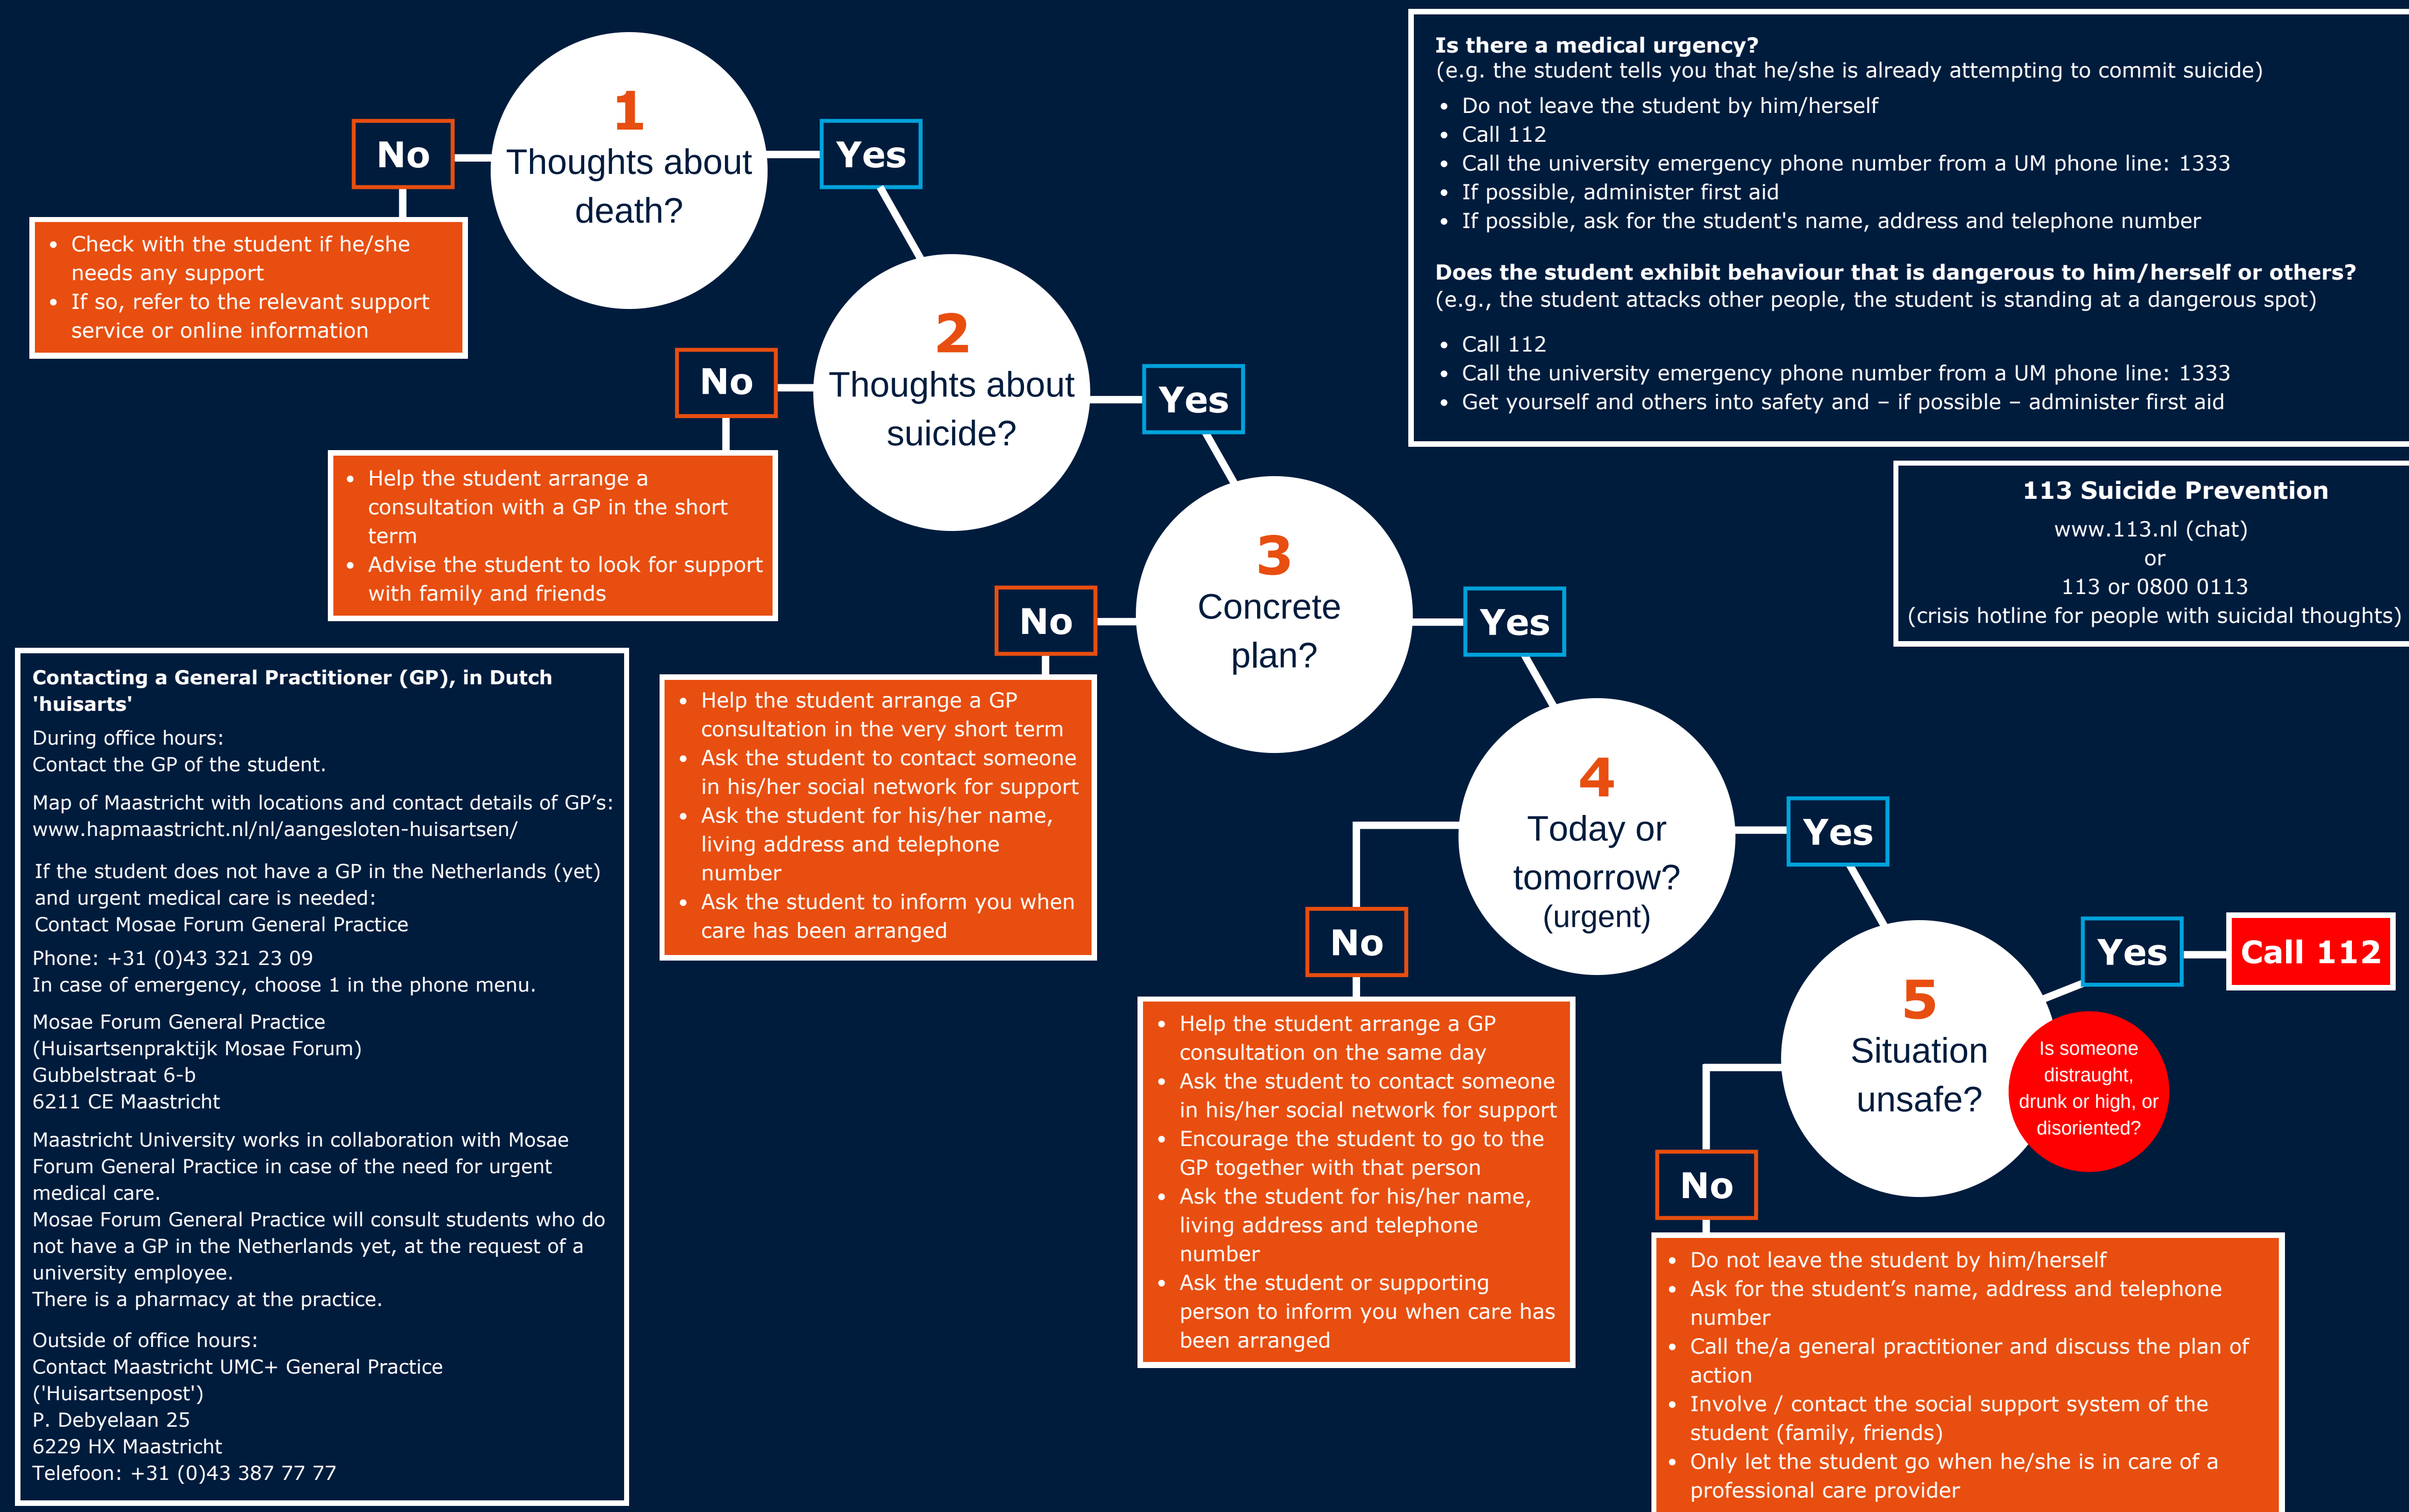 1
Thoughts about
death?
No
Yes
• Check with the student if he/she
needs any support
• If so, refer to the relevant support
service or online information
2
Thoughts about
suicide?
No
Yes
• Help the student arrange a
consultation with a GP in the short
term
• Advise the student to look for support
with family and friends
3
Concrete
plan?
No
Yes
• Help the student arrange a GP
consultation in the very short term
• Ask the student to contact someone
in his/her social network for support
• Ask the student for his/her name,
living address and telephone
number
• Ask the student to inform you when
care has been arranged
4
Today or
tomorrow?
(urgent)
No
Yes
• Help the student arrange a GP
consultation on the same day
• Ask the student to contact someone
in his/her social network for support
• Encourage the student to go to the
GP together with that person
• Ask the student for his/her name,
living address and telephone
number
• Ask the student or supporting
person to inform you when care has
been arranged
5
Situation
unsafe?
Is someone
distraught,
drunk or high, or
disoriented?
Yes
Call 112
No
• Do not leave the student by him/herself
• Ask for the student’s name, address and telephone
number
• Call the/a general practitioner and discuss the plan of
action
• Involve / contact the social support system of the
student (family, friends)
• Only let the student go when he/she is in care of a
professional care provider
Is there a medical urgency?
(e.g. the student tells you that he/she is already attempting to commit suicide)
• Do not leave the student by him/herself
• Call 112
• Call the university emergency phone number from a UM phone line: 1333
• If possible, administer first aid
• If possible, ask for the student's name, address and telephone number
Does the student exhibit behaviour that is dangerous to him/herself or others?
(e.g., the student attacks other people, the student is standing at a dangerous spot)
• Call 112
• Call the university emergency phone number from a UM phone line: 1333
• Get yourself and others into safety and – if possible – administer first aid
113 Suicide Prevention
www.113.nl (chat)
or
113 or 0800 0113
(crisis hotline for people with suicidal thoughts)
Contacting a General Practitioner (GP), in Dutch
'huisarts'
During office hours:
Contact the GP of the student.
Map of Maastricht with locations and contact details of GP’s:
www.hapmaastricht.nl/nl/aangesloten-huisartsen/
If the student does not have a GP in the Netherlands (yet)
and urgent medical care is needed:
Contact Mosae Forum General Practice
Phone: +31 (0)43 321 23 09
In case of emergency, choose 1 in the phone menu.
Mosae Forum General Practice
(Huisartsenpraktijk Mosae Forum)
Gubbelstraat 6-b
6211 CE Maastricht
Maastricht University works in collaboration with Mosae
Forum General Practice in case of the need for urgent
medical care.
Mosae Forum General Practice will consult students who do
not have a GP in the Netherlands yet, at the request of a
university employee.
There is a pharmacy at the practice.
Outside of office hours:
Contact Maastricht UMC+ General Practice
('Huisartsenpost')
P. Debyelaan 25
6229 HX Maastricht
Telefoon: +31 (0)43 387 77 77